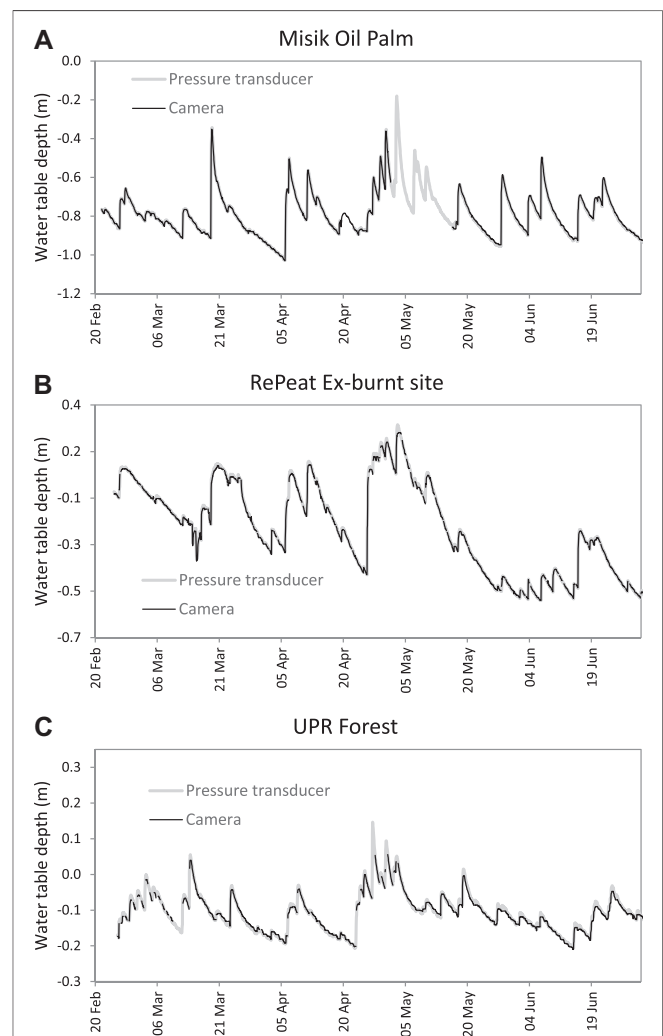 A
Misik Oil Palm
Water table depth (m)
0.0
-0.2
-0.4
-0.6
-0.8
-1.0
-1.2
Pressure transducer
Camera
20 Feb
06 Mar
21 Mar
05 Apr
20 Apr
05 May
20 May
04 Jun
19 Jun
B
RePeat Ex-burnt site
Water table depth (m)
0.4
0.2
-0.1
-0.3
-0.5
-0.7
Pressure transducer
Camera
20 Feb
06 Mar
21 Mar
05 Apr
20 Apr
05 May
20 May
04 Jun
19 Jun
C
UPR Forest
Water table depth (m)
0.3
0.2
0.1
0.0
-0.1
-0.2
-0.3
Pressure transducer
Camera
20 Feb
06 Mar
21 Mar
05 Apr
20 Apr
05 May
20 May
04 Jun
19 Jun